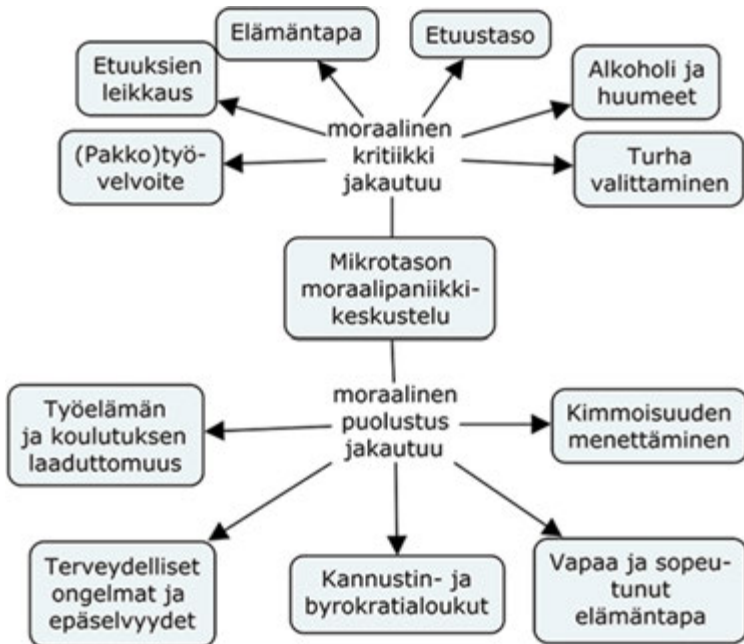 Elämäntapa
Etuustaso
Etuuksien
leikkaus
Alkoholi ja
huumeet
moraalinen
kritiikki
jakautuu
(Pakko)työ-
velvoite
Turha
valittaminen
Mikrotason
moraalipaniikki-
keskustelu
moraalinen
puolustus
jakautuu
Työelämän
ja koulutuksen
laaduttomuus
Kimmoisuuden
menettäminen
Terveydelliset
ongelmat ja
epäselvyydet
Kannustin- ja
byrokratialoukut
Vapaa ja sopeu-
tunut
elämäntapa